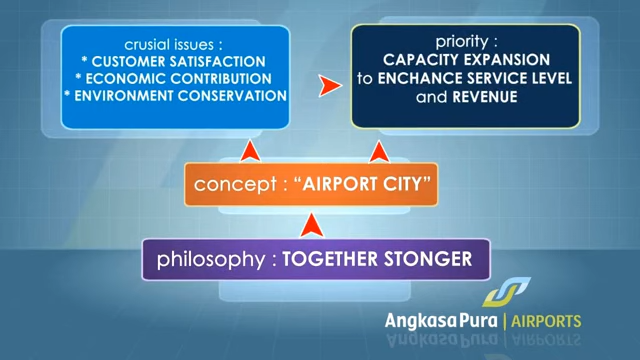 crusial issues :
* CUSTOMER SATISFACTION
* ECONOMIC CONTRIBUTION
* ENVIRONMENT CONSERVATION
priority :
CAPACITY EXPANSION
to ENCHANCE SERVICE LEVEL
and REVENUE
concept : “AIRPORT CITY”
philosophy : TOGETHER STONGER
AngkasaPura | AIRPORTS